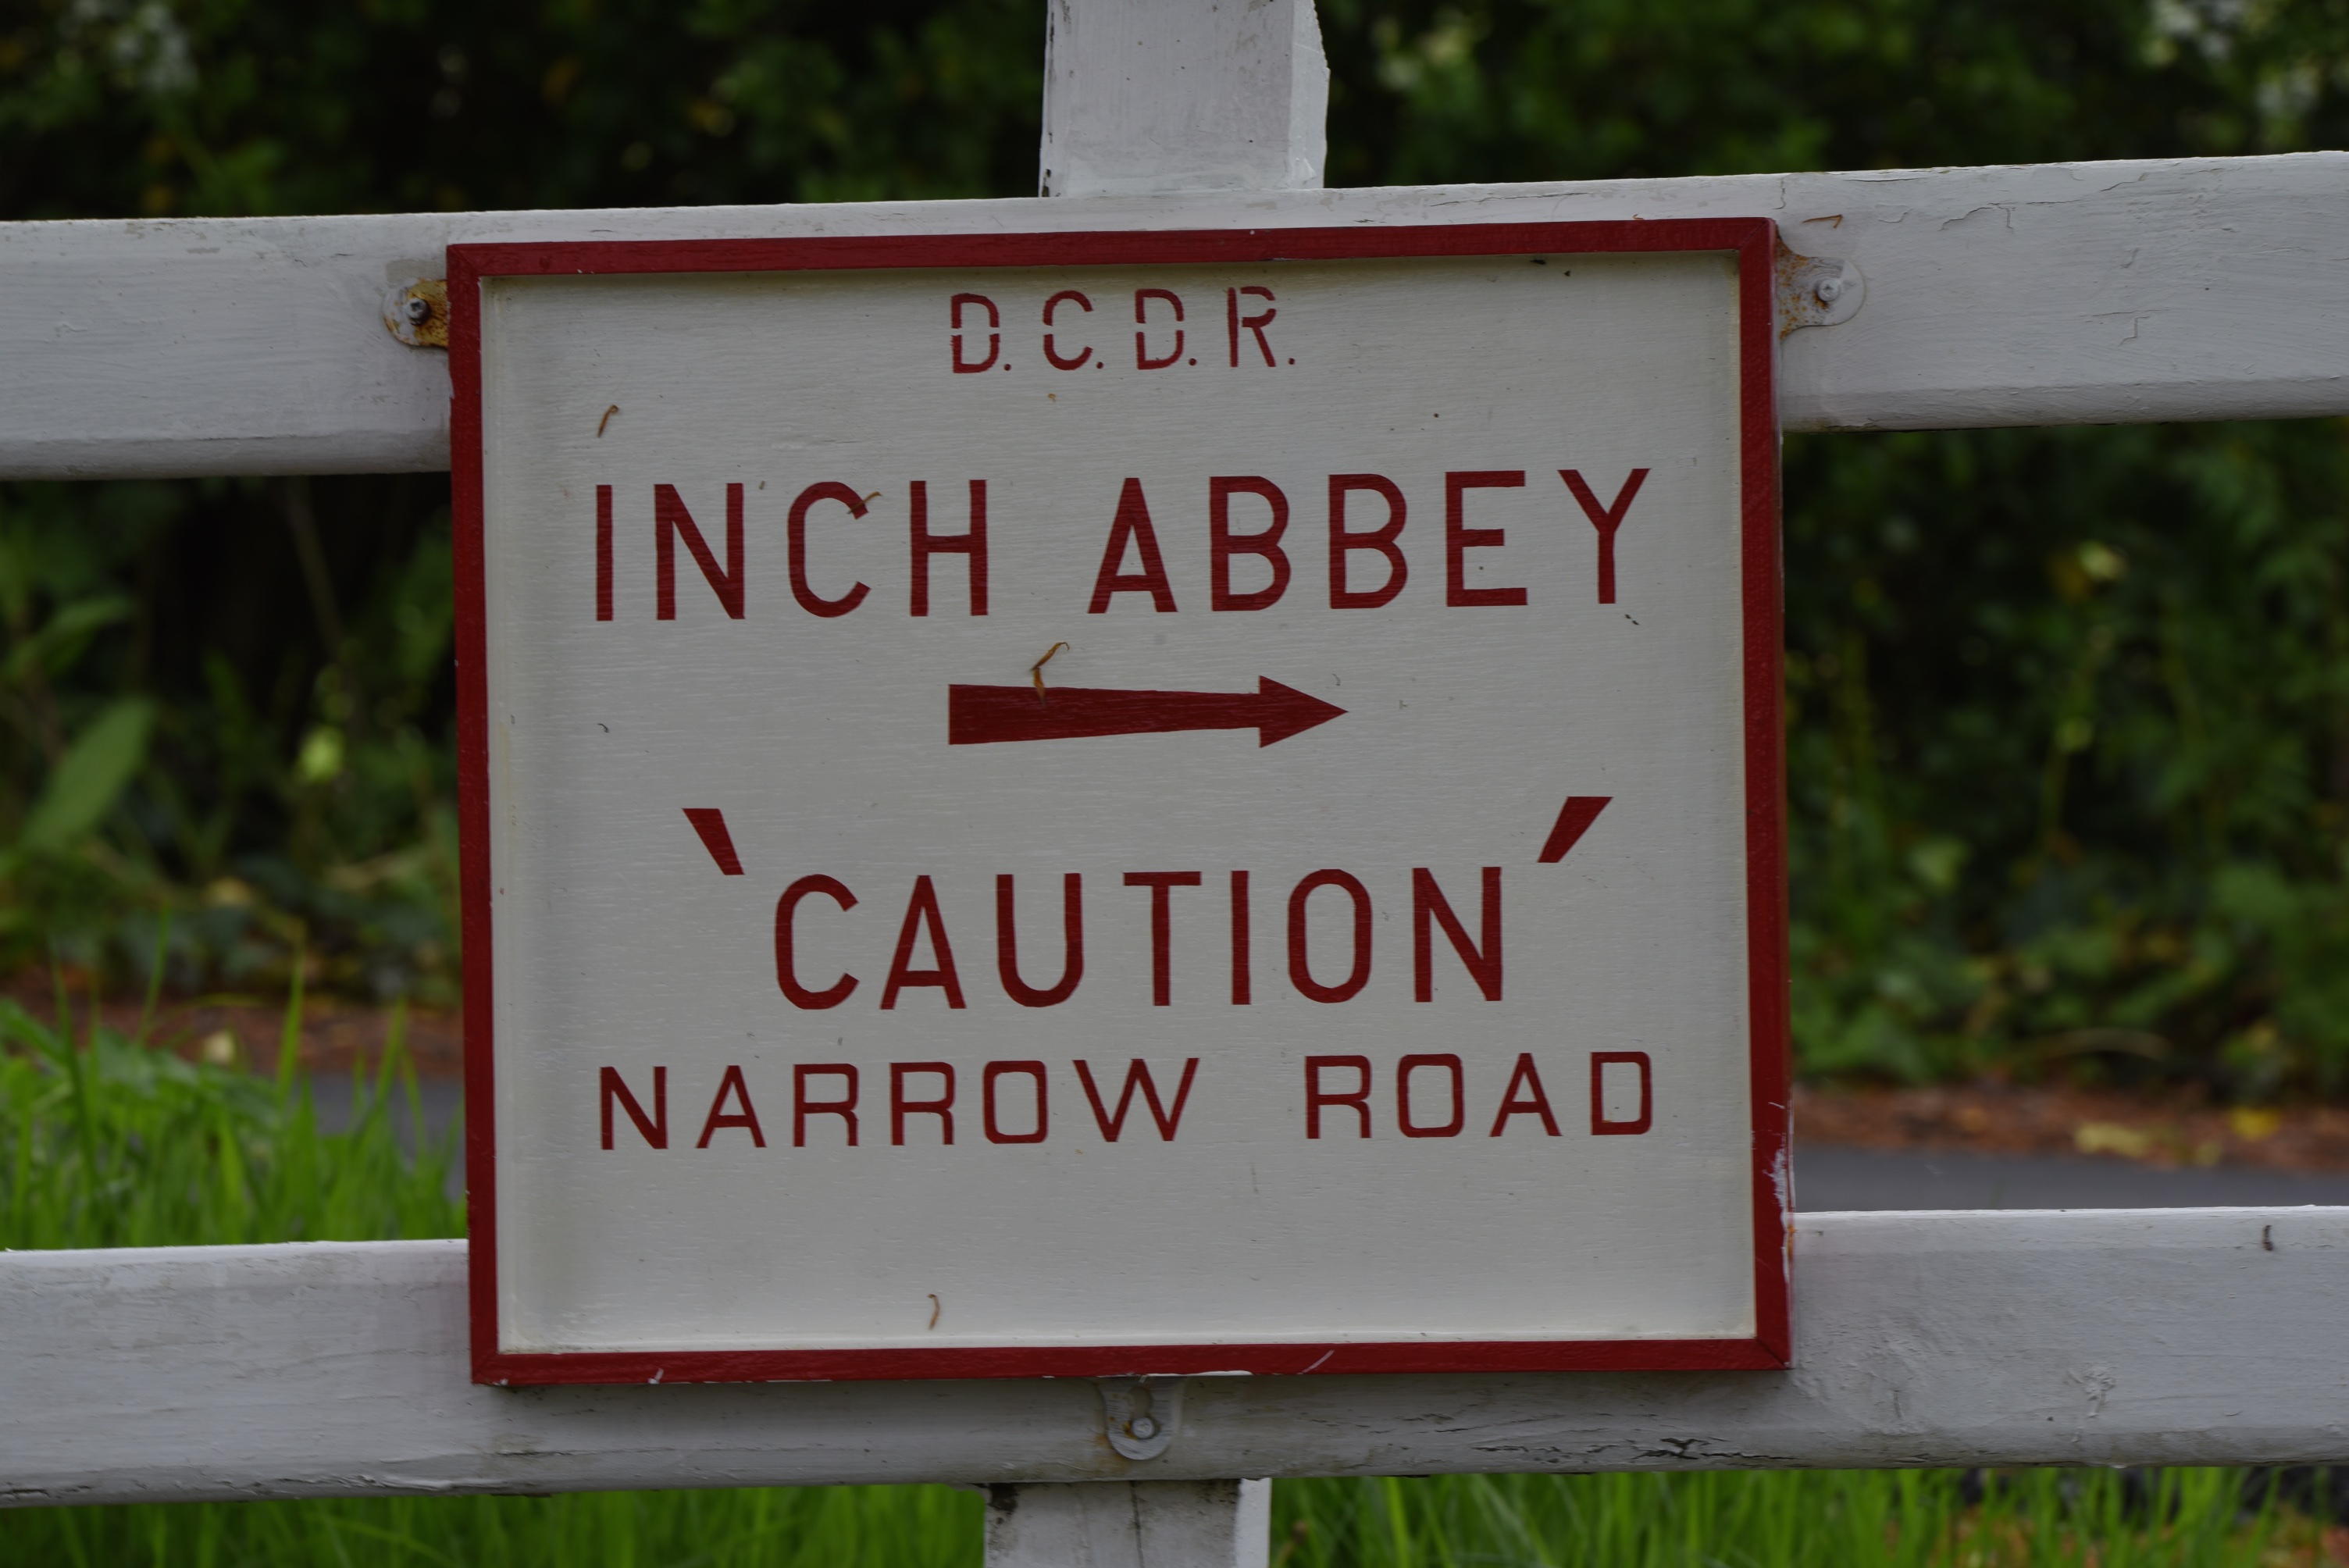 D.C.D.R.
INCH ABBEY
'CAUTION'
NARROW ROAD